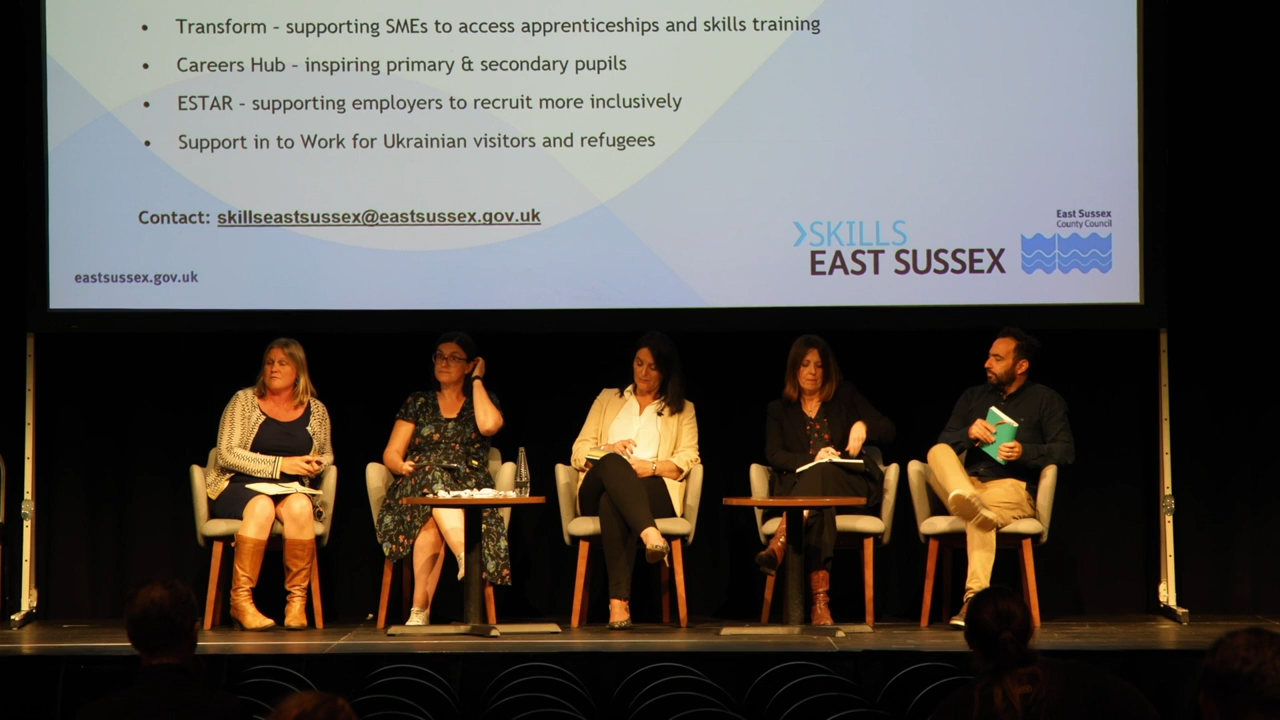 • Transform - supporting SMEs to access apprenticeships and skills training
• Careers Hub - inspiring primary & secondary pupils
• ESTAR - supporting employers to recruit more inclusively
• Support in to Work for Ukrainian visitors and refugees
Contact: skillseastsussex@eastsussex.gov.uk
eastsussex.gov.uk
SKILLS
EAST SUSSEX
East Sussex
County Council